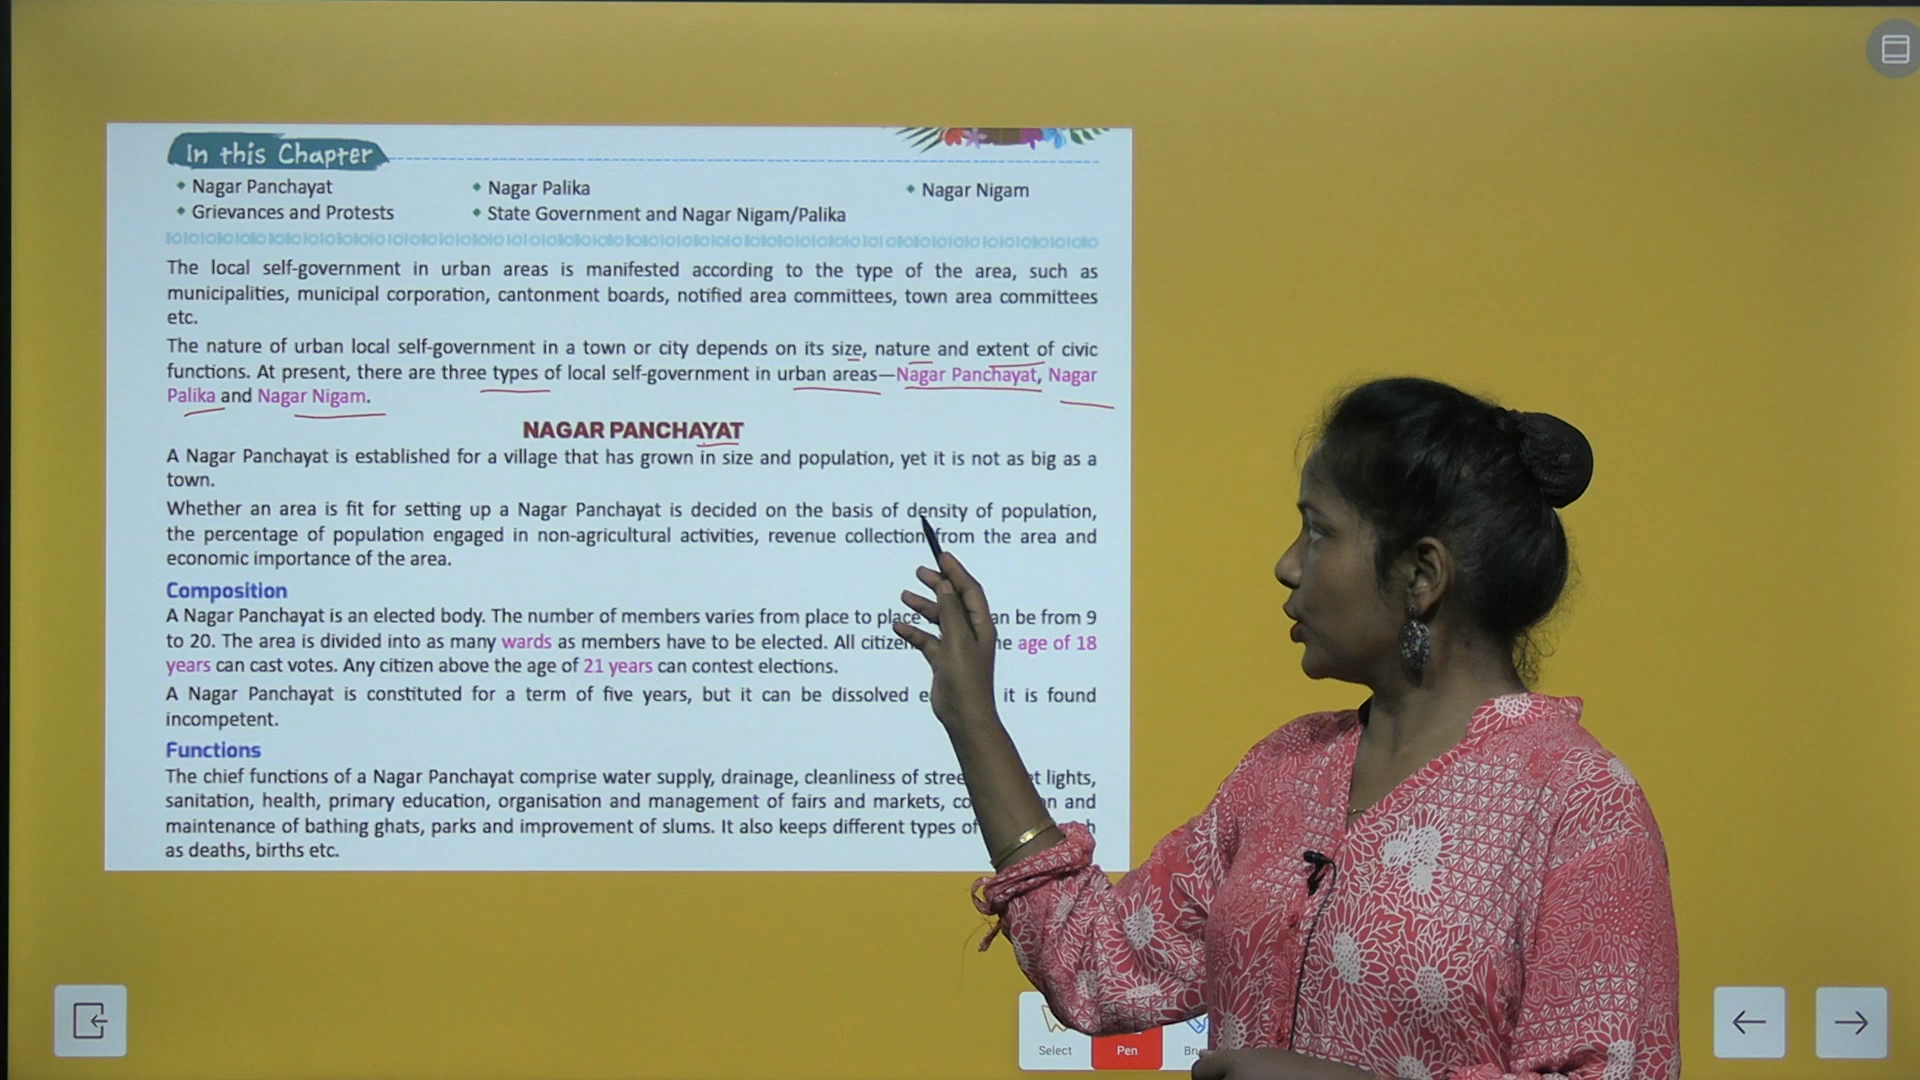 In this Chapter
Nagar Panchayat
Nagar Palika
Nagar Nigam
Grievances and Protests
State Government and Nagar Nigam/Palika
The local self-government in urban areas is manifested according to the type of the area, such as
municipalities, municipal corporation, cantonment boards, notified area committees, town area committees
etc.
The nature of urban local self-government in a town or city depends on its size, nature and extent of civic
functions. At present, there are three types of local self-government in urban areas—Nagar Panchayat, Nagar
Palika and Nagar Nigam.
NAGAR PANCHAYAT
A Nagar Panchayat is established for a village that has grown in size and population, yet it is not as big as a
town.
Whether an area is fit for setting up a Nagar Panchayat is decided on the basis of density of population,
the percentage of population engaged in non-agricultural activities, revenue collection from the area and
economic importance of the area.
Composition
A Nagar Panchayat is an elected body. The number of members varies from place to place be from 9
to 20. The area is divided into as many wards as members have to be elected. All age of 18
years can cast votes. Any citizen above the age of 21 years can contest elections.
A Nagar Panchayat is constituted for a term of five years, but it can be dissolved it is found
incompetent.
Functions
The chief functions of a Nagar Panchayat comprise water supply, drainage, cleanliness of lights,
sanitation, health, primary education, organisation and management of fairs and markets, and
maintenance of bathing ghats, parks and improvement of slums. It also keeps different types of
as deaths, births etc.
Select
Pen